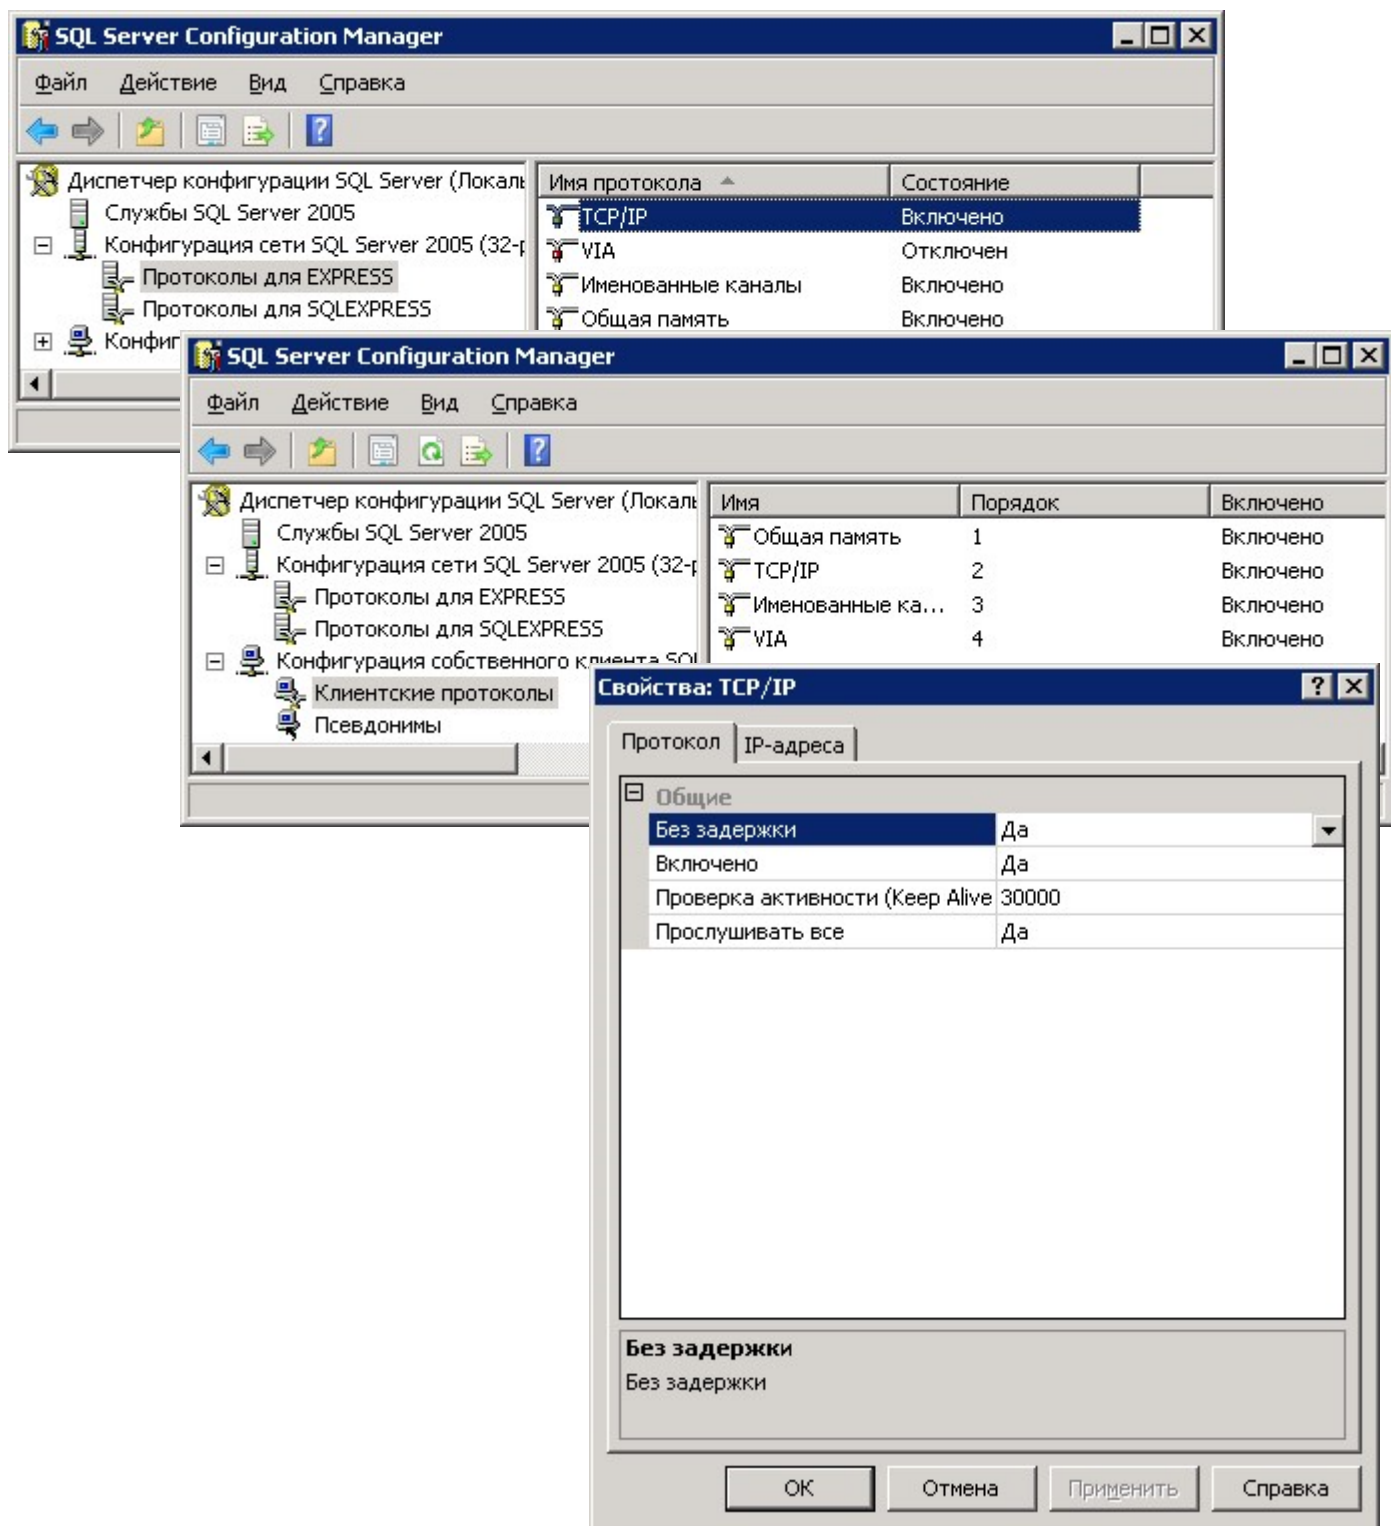 SQL Server Configuration Manager
Файл Действие Вид Справка
Диспетчер конфигурации SQL Server (Локаль
Службы SQL Server 2005
Конфигурация сети SQL Server 2005 (32-р
Протоколы для EXPRESS
Протоколы для SQLEXPRESS
Конфиг
Имя протокола Состояние
TCP/IP Включено
VIA Отключен
Именованные каналы Включено
Общая память Включено
SQL Server Configuration Manager
Файл Действие Вид Справка
Диспетчер конфигурации SQL Server (Локаль
Службы SQL Server 2005
Конфигурация сети SQL Server 2005 (32-р
Протоколы для EXPRESS
Протоколы для SQLEXPRESS
Конфигурация собственного клиента SQL
Клиентские протоколы
Псевдонимы
Имя Порядок Включено
Общая память 1 Включено
TCP/IP 2 Включено
Именованные ка... 3 Включено
VIA 4 Включено
Свойства: TCP/IP
Протокол IP-адреса
Общие
Без задержки Да
Включено Да
Проверка активности (Keep Alive 30000
Прослушивать все Да
Без задержки
Без задержки
ОК Отмена Применить Справка